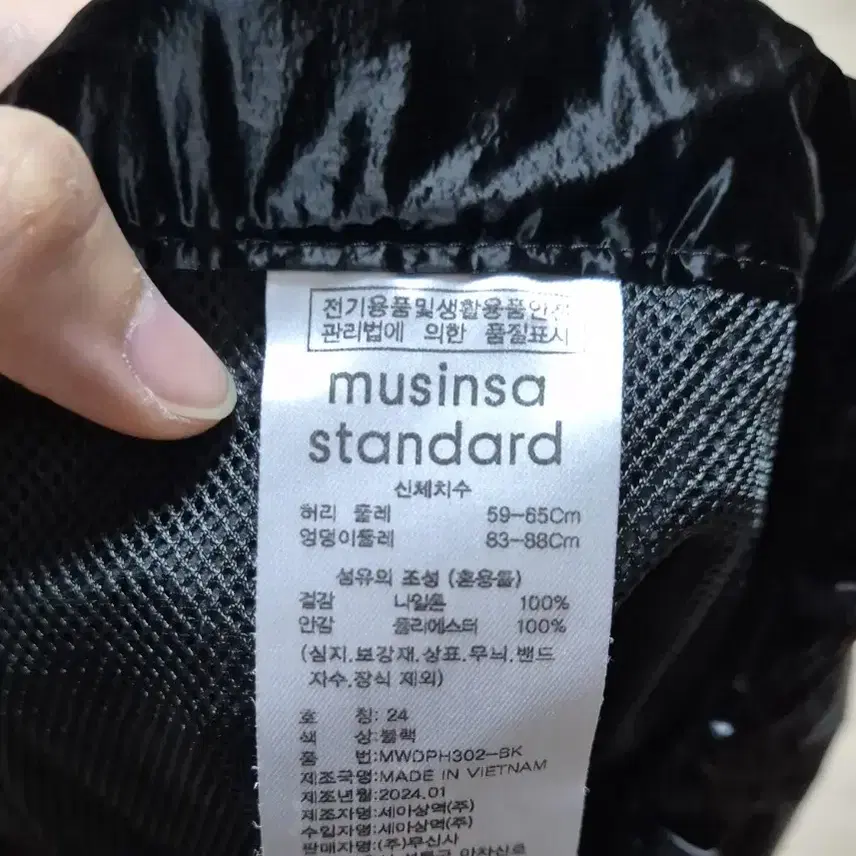 전기용품및생활용품안전
관리법에 의한 품질표시
musinsa
standard
신체치수
허리 둘레 59-65Cm
엉덩이둘레 83-88Cm
섬유의 조성 (혼용률)
겉감 나일론 100%
안감 폴리에스터 100%
(심지.보강재.상표.무늬.밴드
자수.장식 제외)
호 칭: 24
색 상:블랙
품 번:MWDPH302-BK
제조국명:MADE IN VIETNAM
제조년월:2024.01
제조자명:세아상역(주)
수입자명:세아상역(주)
판매자명:(주)무신사